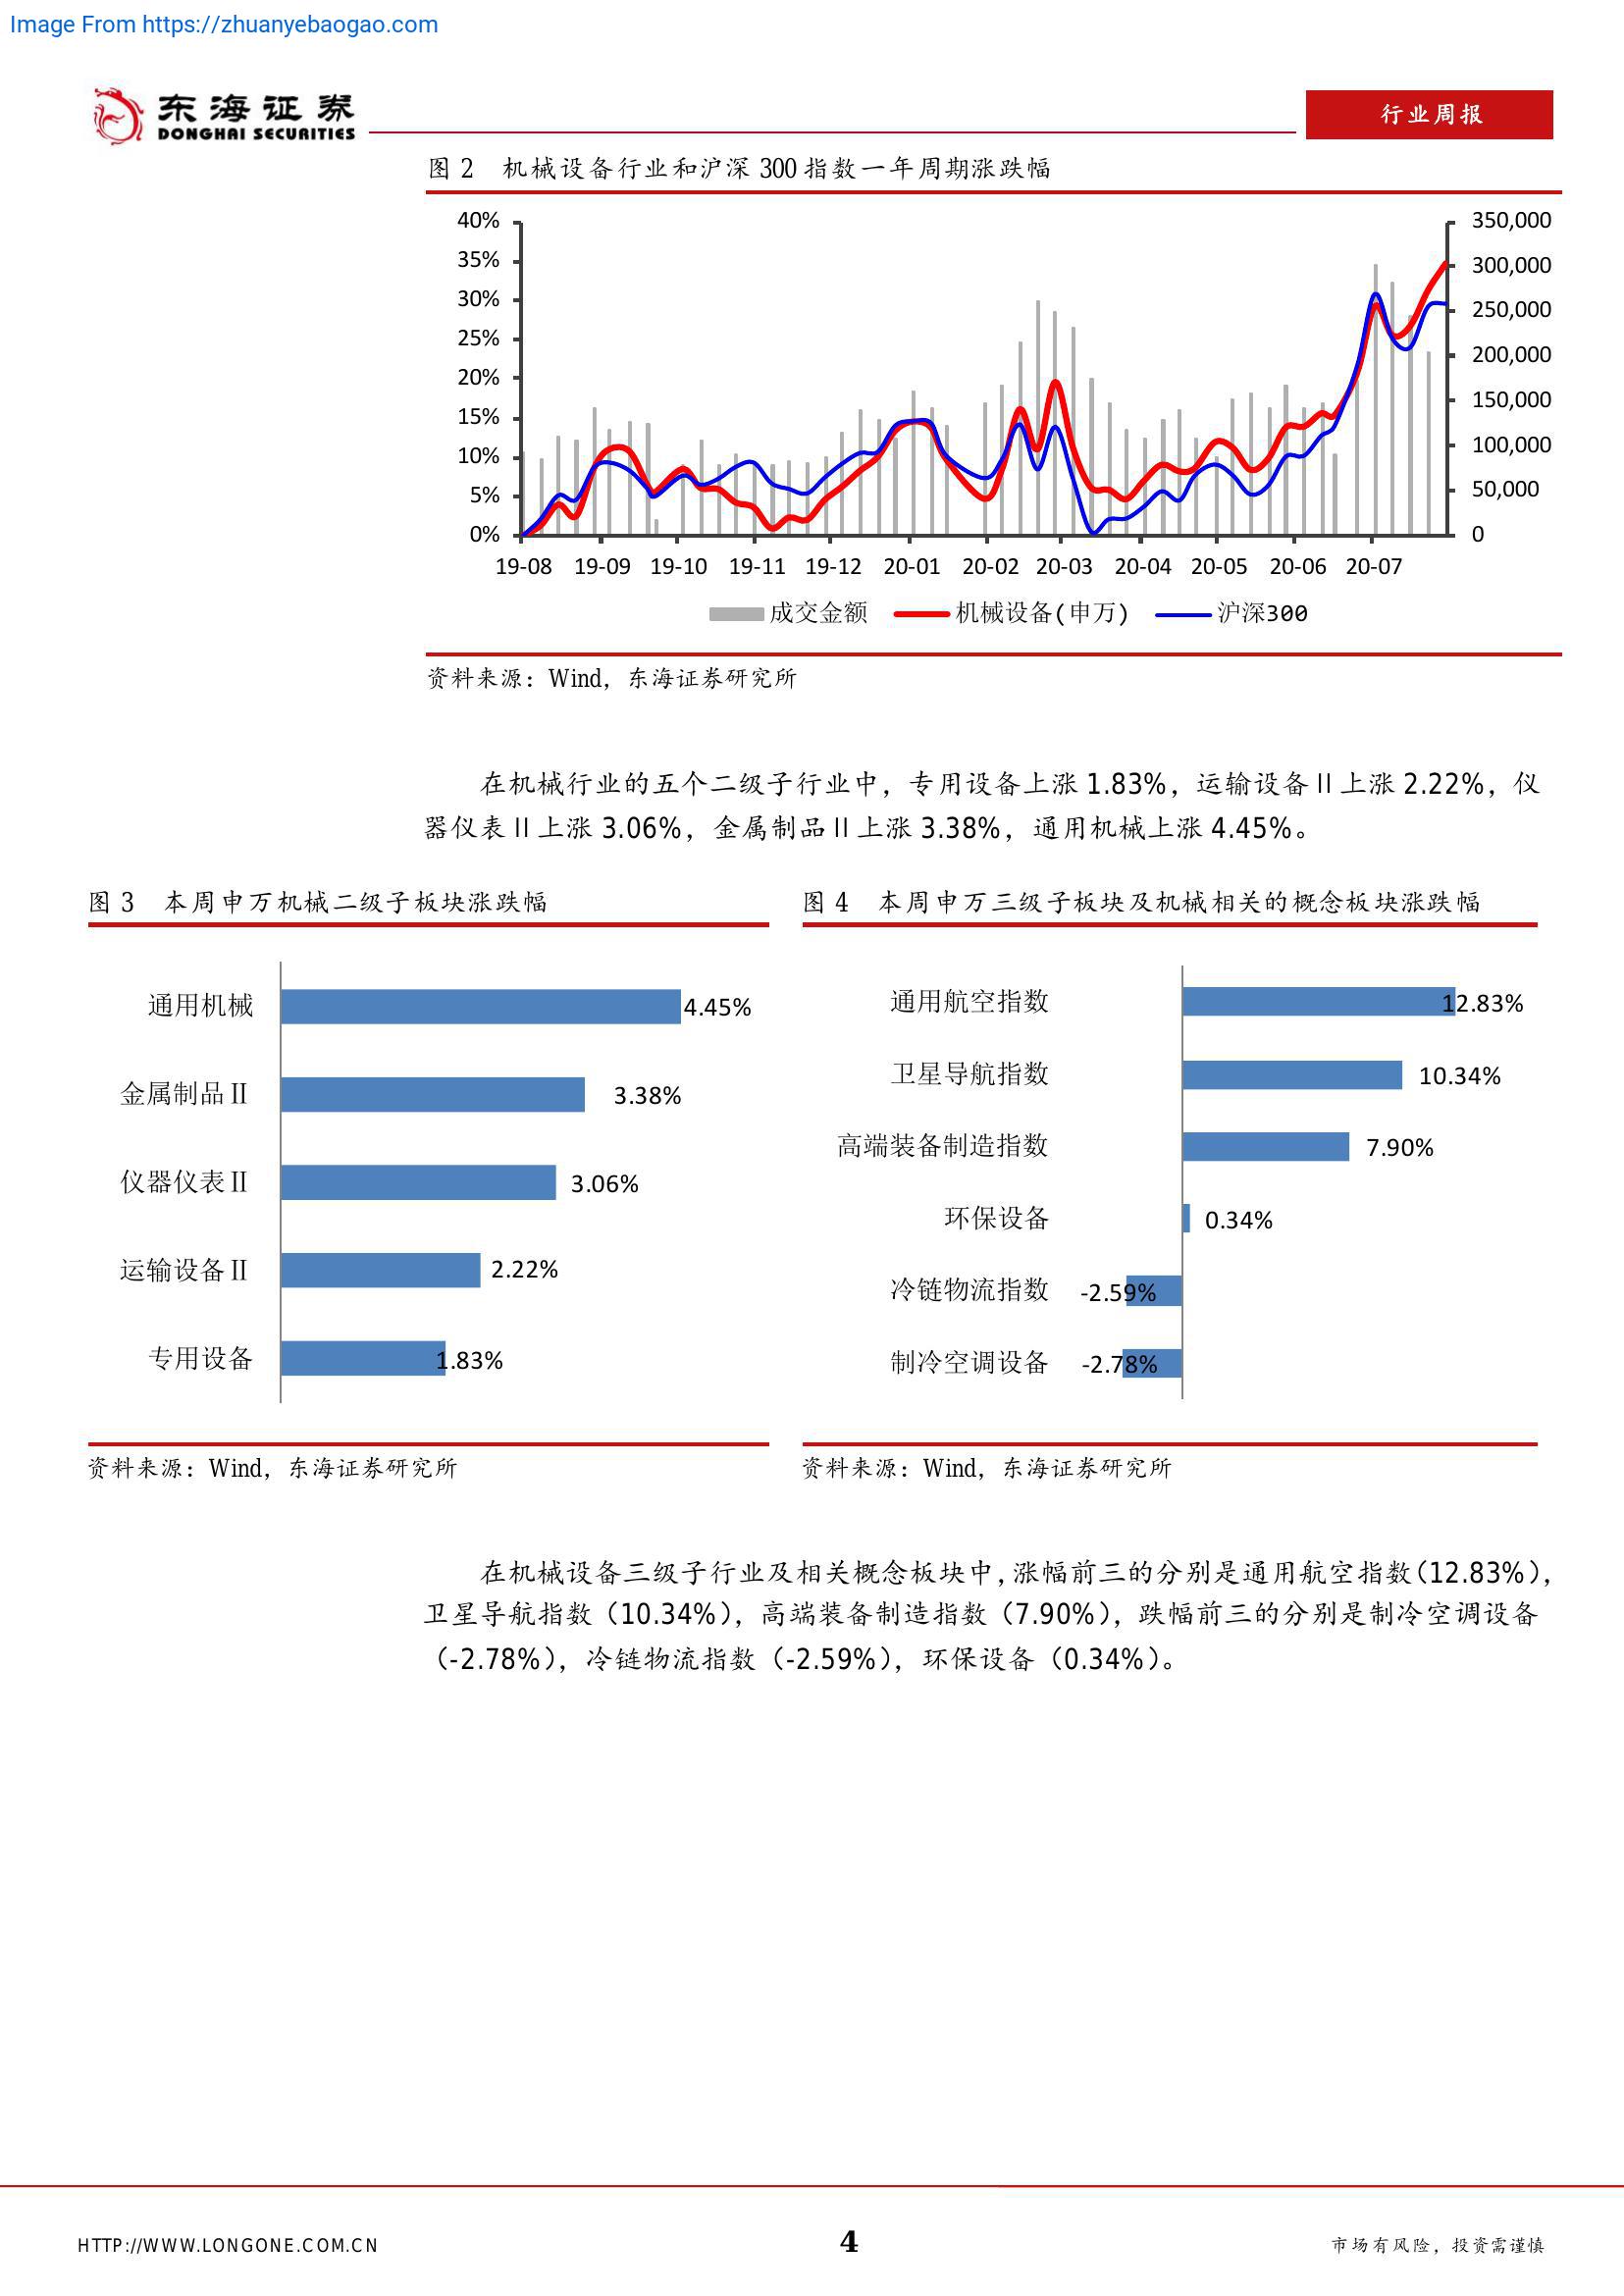 Image From https://zhuanyebaogao.com
东海证券
DONGHAI SECURITIES
行业周报
图 2 机械设备行业和沪深 300 指数一年周期涨跌幅
40%
35%
30%
25%
20%
15%
10%
5%
0%
350,000
300,000
250,000
200,000
150,000
100,000
50,000
0
19-08 19-09 19-10 19-11 19-12 20-01 20-02 20-03 20-04 20-05 20-06 20-07
成交金额 机械设备(申万) 沪深300
资料来源：Wind，东海证券研究所
在机械行业的五个二级子行业中，专用设备上涨 1.83%，运输设备Ⅱ上涨 2.22%，仪
器仪表Ⅱ上涨 3.06%，金属制品Ⅱ上涨 3.38%，通用机械上涨 4.45%。
图 3 本周申万机械二级子板块涨跌幅
通用机械 4.45%
金属制品Ⅱ 3.38%
仪器仪表Ⅱ 3.06%
运输设备Ⅱ 2.22%
专用设备 1.83%
资料来源：Wind，东海证券研究所
图 4 本周申万三级子板块及机械相关的概念板块涨跌幅
通用航空指数 12.83%
卫星导航指数 10.34%
高端装备制造指数 7.90%
环保设备 0.34%
冷链物流指数 -2.59%
制冷空调设备 -2.78%
资料来源：Wind，东海证券研究所
在机械设备三级子行业及相关概念板块中，涨幅前三的分别是通用航空指数（12.83%），
卫星导航指数（10.34%），高端装备制造指数（7.90%），跌幅前三的分别是制冷空调设备
（-2.78%），冷链物流指数（-2.59%），环保设备（0.34%）。
HTTP://WWW.LONGONE.COM.CN
4
市场有风险，投资需谨慎